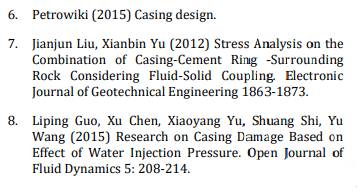 6. Petrowiki (2015) Casing design.
7. Jianjun Liu, Xianbin Yu (2012) Stress Analysis on the
Combination of Casing-Cement Ring -Surrounding
Rock Considering Fluid-Solid Coupling. Electronic
Journal of Geotechnical Engineering 1863-1873.
8. Liping Guo, Xu Chen, Xiaoyang Yu, Shuang Shi, Yu
Wang (2015) Research on Casing Damage Based on
Effect of Water Injection Pressure. Open Journal of
Fluid Dynamics 5: 208-214.